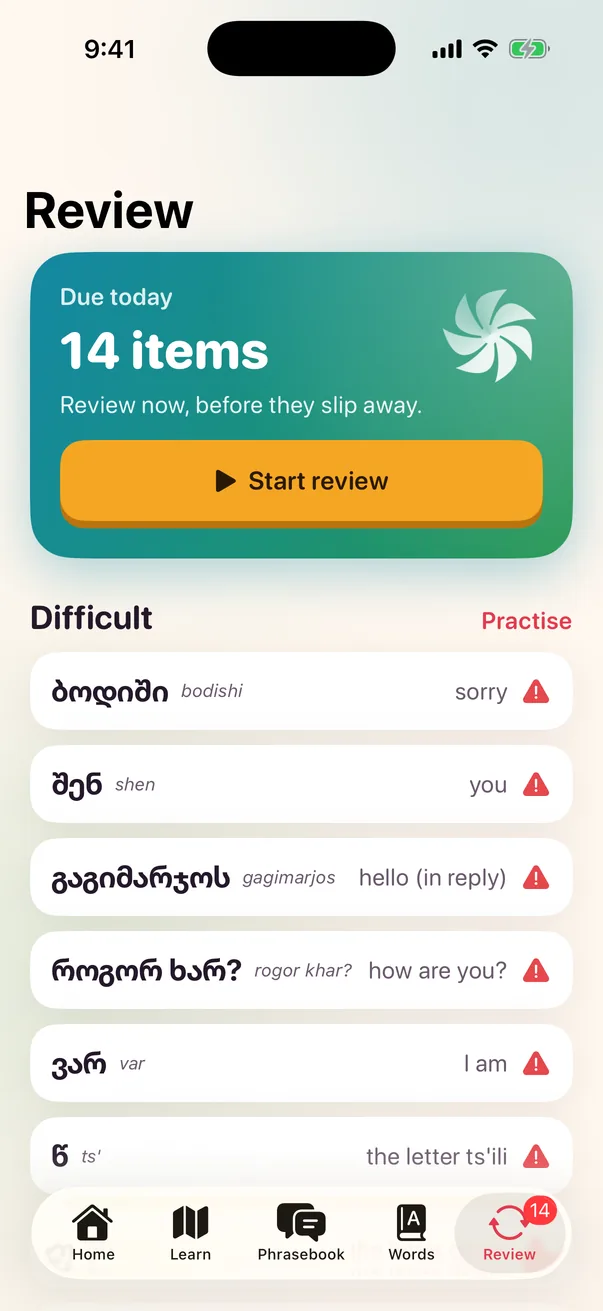 9:41
Review
Due today
14 items
Review now, before they slip away.
Start review
Difficult Practise
ბოდიში bodishi sorry
შენ shen you
გაგიმარჯოს gagimarjos hello (in reply)
როგორ ხარ? rogor khar? how are you?
ვარ var I am
წ ts' the letter ts'ili
14
Home Learn Phrasebook Words Review